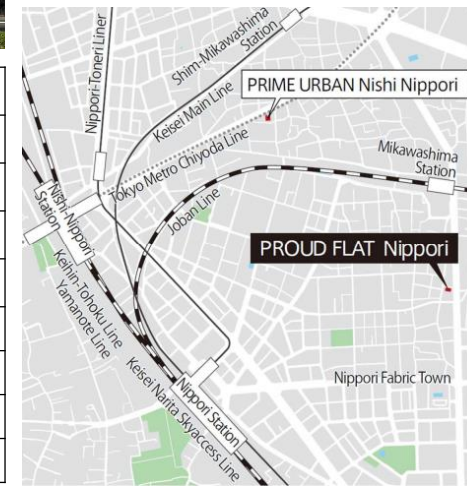 Nippori-Toneri Liner
Shim-Mikawashima
Station
Keisei Main Line
PRIME URBAN Nishi Nippori
Tokyo Metro Chiyoda Line
Mikawashima
Station
Joban Line
Nishi-Nippori
Station
PROUD FLAT Nippori
Keihin-Tohoku Line
Yamanote Line
Nippori Fabric Town
Nippori Station
Keisei Narita Skyaccess Line